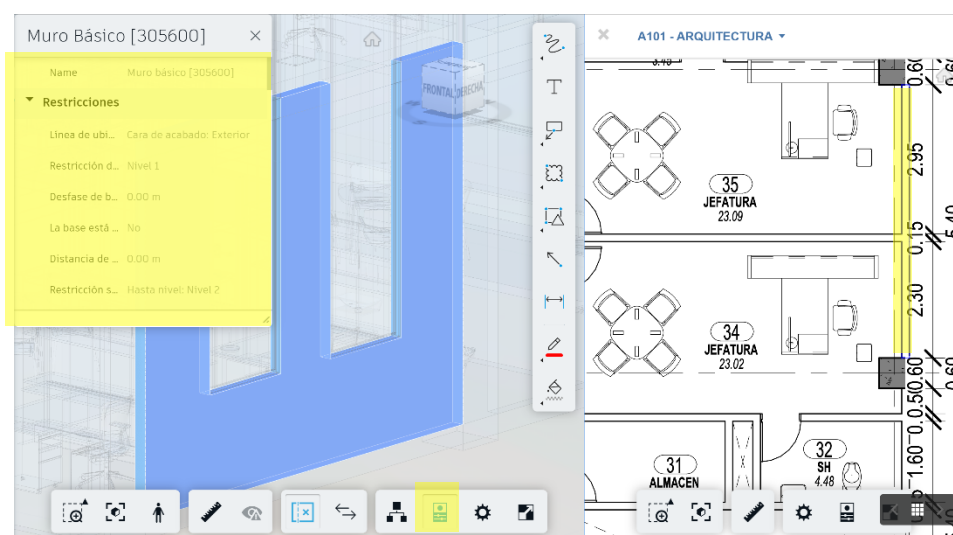 Muro Básico [305600]
Name Muro básico [305600]
Restricciones
Línea de ubi... Cara de acabado: Exterior
Restricción d... Nivel 1
Desfase de b... 0.00 m
La base está ... No
Distancia de ... 0.00 m
Restricción s... Hasta nivel: Nivel 2
FRONTAL
DERECHA
T
A101 - ARQUITECTURA
35
JEFATURA
23.09
34
JEFATURA
23.02
31
ALMACEN
32
SH
4.48
2.95
0.15
5.40
2.30
0.60
0.50
1.60